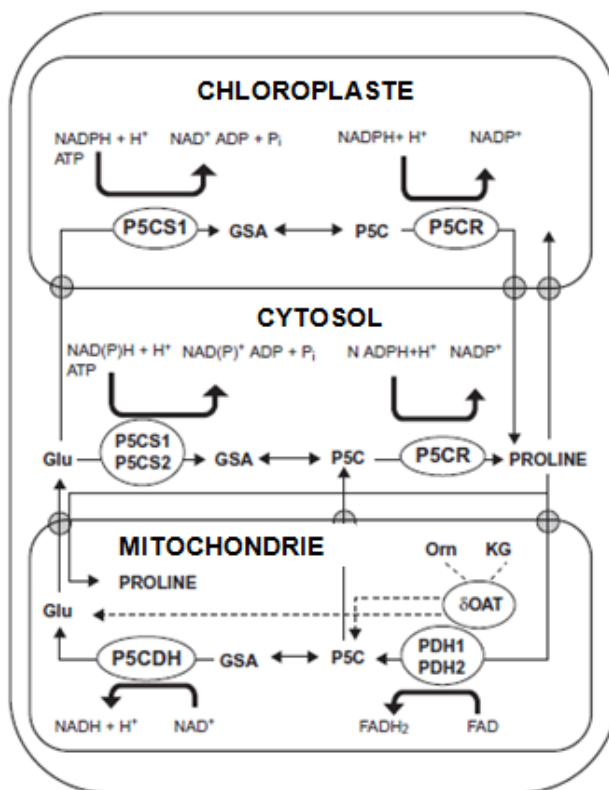 CHLOROPLASTE
NADPH + H⁺ NAD⁺ ADP + Pᵢ NADPH+ H⁺ NADP⁺
ATP
P5CS1 GSA P5C P5CR
CYTOSOL
NAD(P)H + H⁺ NAD(P)⁺ ADP + Pᵢ N ADPH+H⁺ NADP⁺
ATP
P5CS1
Glu GSA P5C P5CR PROLINE
P5CS2
MITOCHONDRIE
Orn KG
PROLINE
Glu δOAT
PDH1
P5CDH GSA P5C
PDH2
NADH + H⁺ NAD⁺ FADH₂ FAD